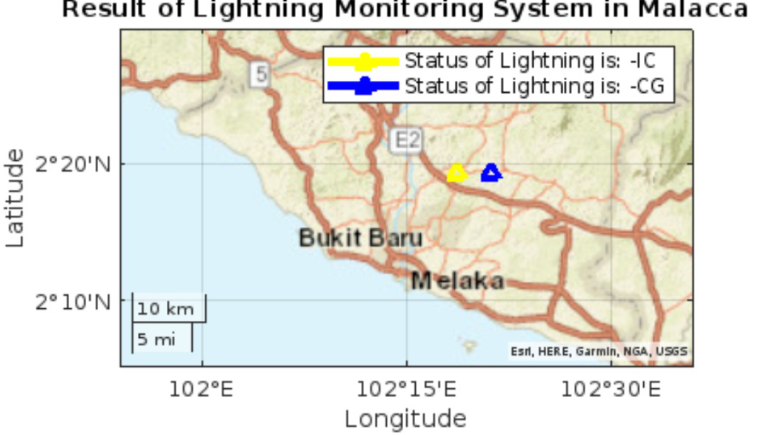 Result of Lightning Monitoring System in Malacca
Status of Lightning is: -IC
Status of Lightning is: -CG
5
E2
2°20'N
Latitude
Bukit Baru
Melaka
2°10'N
10 km
5 mi
Esri, HERE, Garmin, NGA, USGS
102°E
102°15'E
102°30'E
Longitude